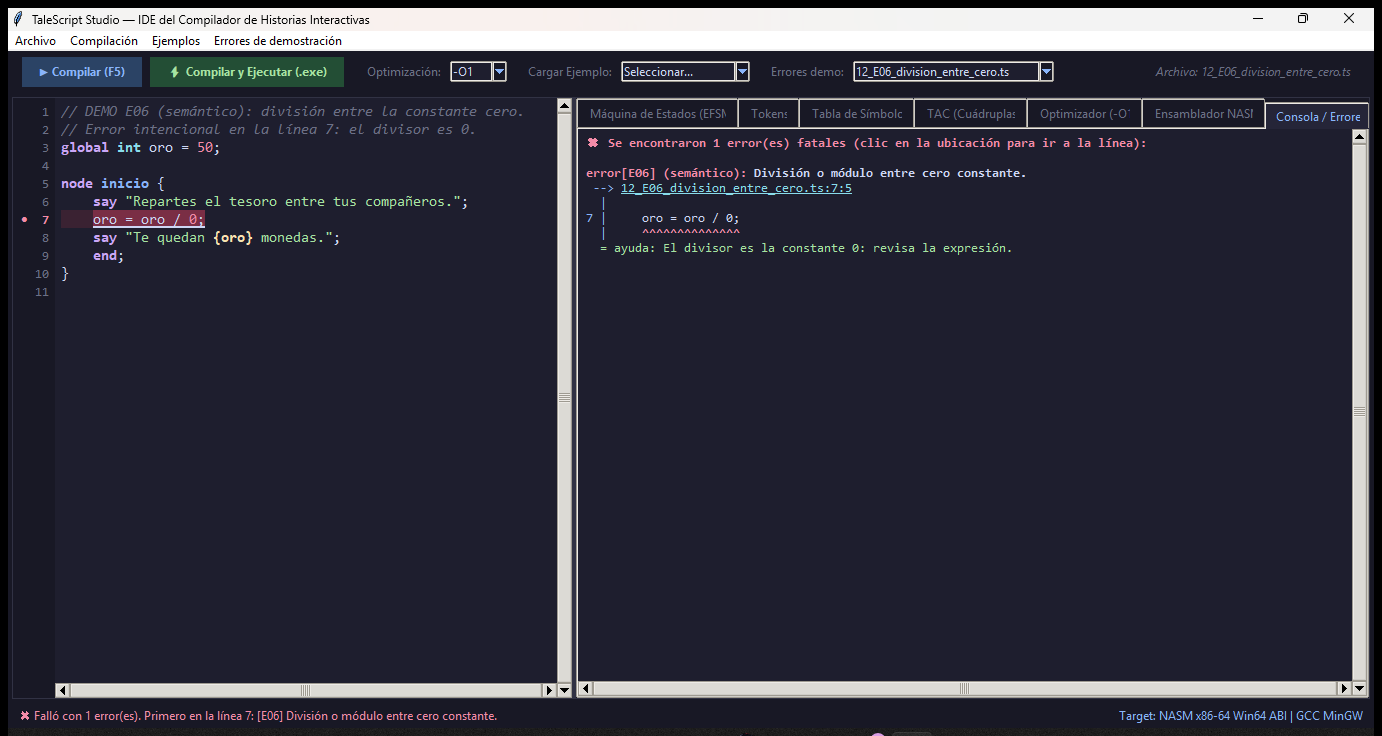 TaleScript Studio — IDE del Compilador de Historias Interactivas
Archivo Compilación Ejemplos Errores de demostración
Compilar (F5) Compilar y Ejecutar (.exe) Optimización: -O1 Cargar Ejemplo: Seleccionar... Errores demo: 12_E06_division_entre_cero.ts Archivo: 12_E06_division_entre_cero.ts
1 // DEMO E06 (semántico): división entre la constante cero.
2 // Error intencional en la línea 7: el divisor es 0.
3 global int oro = 50;
4
5 node inicio {
6 say "Repartes el tesoro entre tus compañeros.";
7 oro = oro / 0;
8 say "Te quedan {oro} monedas.";
9 end;
10 }
11
Máquina de Estados (EFSM Tokens Tabla de Símbolc TAC (Cuádruplas Optimizador (-O Ensamblador NASM Consola / Errore
✖ Se encontraron 1 error(es) fatales (clic en la ubicación para ir a la línea):
error[E06] (semántico): División o módulo entre cero constante.
--> 12_E06_division_entre_cero.ts:7:5
|
7 | oro = oro / 0;
| ^^^^^^^^^^^^^^
= ayuda: El divisor es la constante 0: revisa la expresión.
✖ Falló con 1 error(es). Primero en la línea 7: [E06] División o módulo entre cero constante.
Target: NASM x86-64 Win64 ABI | GCC MinGW